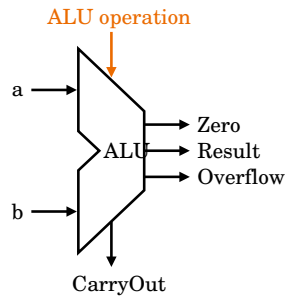 ALU operation
a
Zero
ALU
Result
Overflow
b
CarryOut